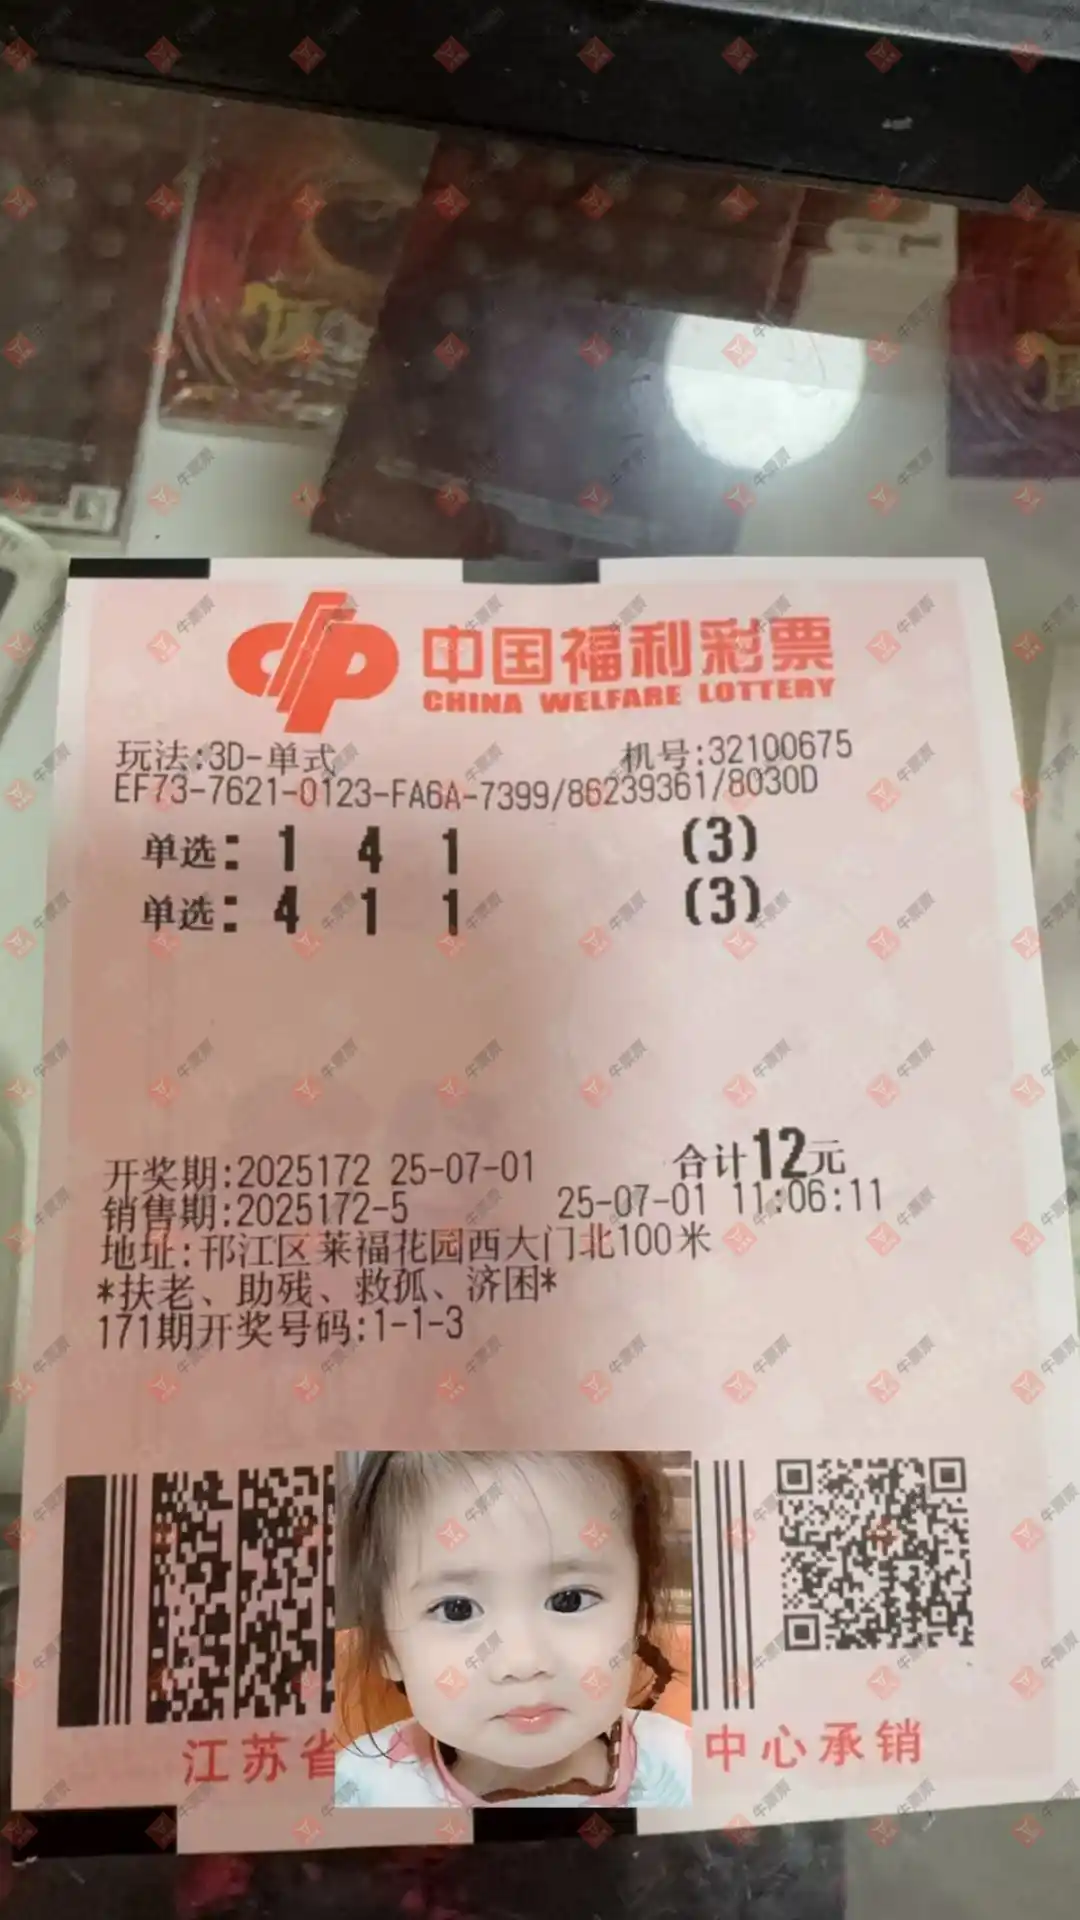 中国福利彩票
CHINA WELFARE LOTTERY
玩法:3D-单式 机号:32100675
EF73-7621-0123-FA6A-7399/86239361/8030D
单选: 1 4 1 (3)
单选: 4 1 1 (3)
开奖期:2025172 25-07-01 合计12元
销售期:2025172-5 25-07-01 11:06:11
地址:邗江区莱福花园西大门北100米
*扶老、助残、救孤、济困*
171期开奖号码:1-1-3
江苏省 中心承销
牛票票